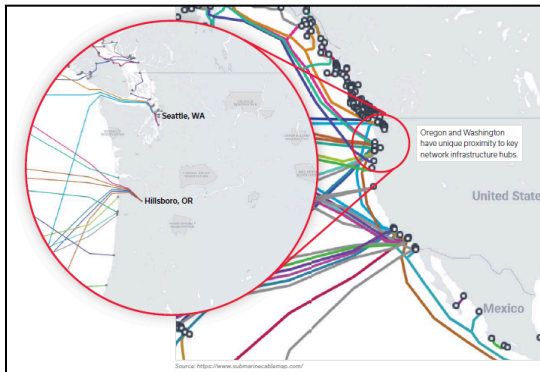 Seattle, WA
Hillsboro, OR
Oregon and Washington
have unique proximity to key
network infrastructure hubs.
United State
Mexico
Source: https://www.submarinecablemap.com/